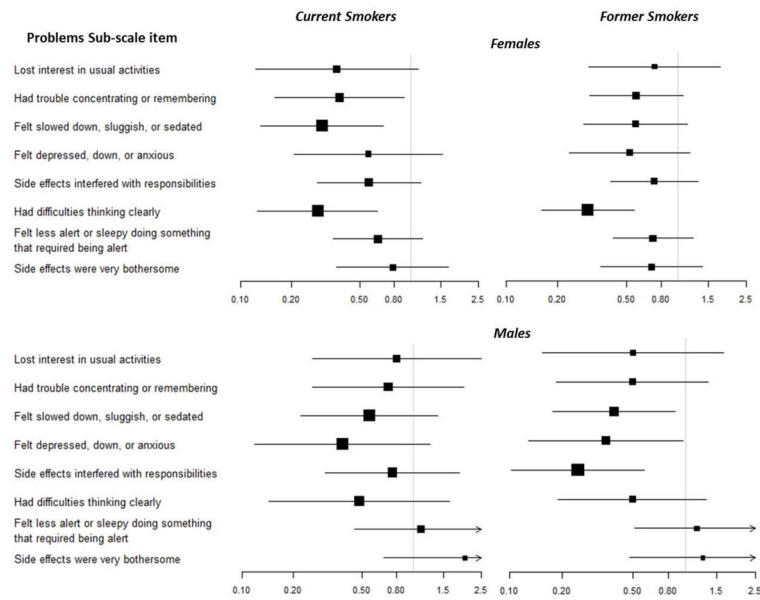 Current Smokers Former Smokers
Problems Sub-scale item
Females
Lost interest in usual activities
Had trouble concentrating or remembering
Felt slowed down, sluggish, or sedated
Felt depressed, down, or anxious
Side effects interfered with responsibilities
Had difficulties thinking clearly
Felt less alert or sleepy doing something
that required being alert
Side effects were very bothersome
0.10 0.20 0.50 0.80 1.5 2.5 0.10 0.20 0.50 0.80 1.5 2.5
Males
Lost interest in usual activities
Had trouble concentrating or remembering
Felt slowed down, sluggish, or sedated
Felt depressed, down, or anxious
Side effects interfered with responsibilities
Had difficulties thinking clearly
Felt less alert or sleepy doing something
that required being alert
Side effects were very bothersome
0.10 0.20 0.50 0.80 1.5 2.5 0.10 0.20 0.50 0.80 1.5 2.5